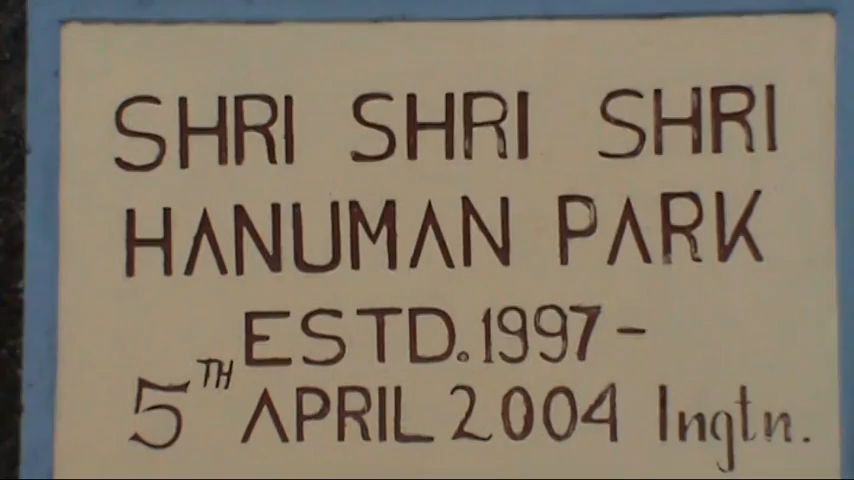 SHRI SHRI SHRI
HANUMAN PARK
ESTD. 1997 -
5TH APRIL 2004 Ingtn.